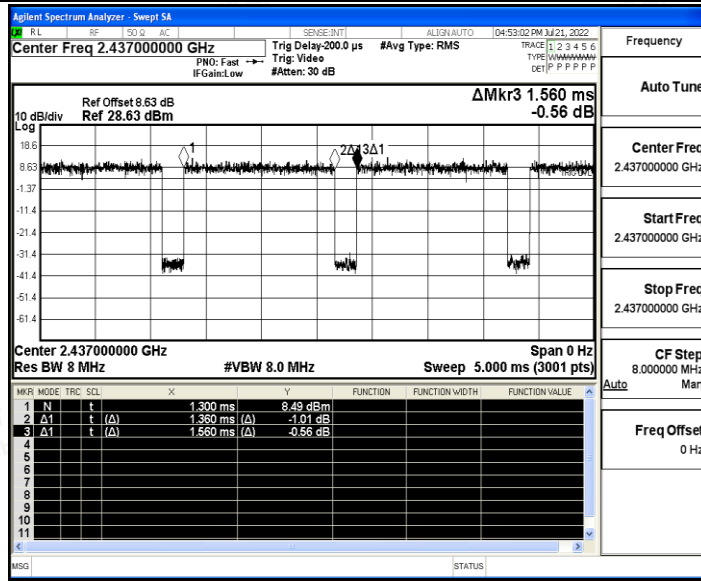 Agilent Spectrum Analyzer - Swept SA
RL RF 50 Ω AC SENSE:INT ALIGN AUTO 04:53:02 PM Jul 21, 2022
Center Freq 2.437000000 GHz
PNO: Fast
IFGain:Low
Trig Delay-200.0 µs
Trig: Video
#Atten: 30 dB
#Avg Type: RMS
TRACE 1 2 3 4 5 6
TYPE
DET P P P P P P
ΔMkr3 1.560 ms
-0.56 dB
Ref Offset 8.63 dB
10 dB/div Ref 28.63 dBm
Log
18.6
8.63
-1.37
-11.4
-21.4
-31.4
-41.4
-51.4
-61.4
1
2Δ1 3Δ1
TRIG LVL
Center 2.437000000 GHz Span 0 Hz
Res BW 8 MHz #VBW 8.0 MHz Sweep 5.000 ms (3001 pts)
MKR MODE TRC SCL X Y FUNCTION FUNCTION WIDTH FUNCTION VALUE
1 N t 1.300 ms 8.49 dBm
2 Δ1 t (Δ) 1.360 ms (Δ) -1.01 dB
3 Δ1 t (Δ) 1.560 ms (Δ) -0.56 dB
4
5
6
7
8
9
10
11
MSG STATUS
Frequency
Auto Tune
Center Freq
2.437000000 GHz
Start Freq
2.437000000 GHz
Stop Freq
2.437000000 GHz
CF Step
8.000000 MHz
Auto Man
Freq Offset
0 Hz